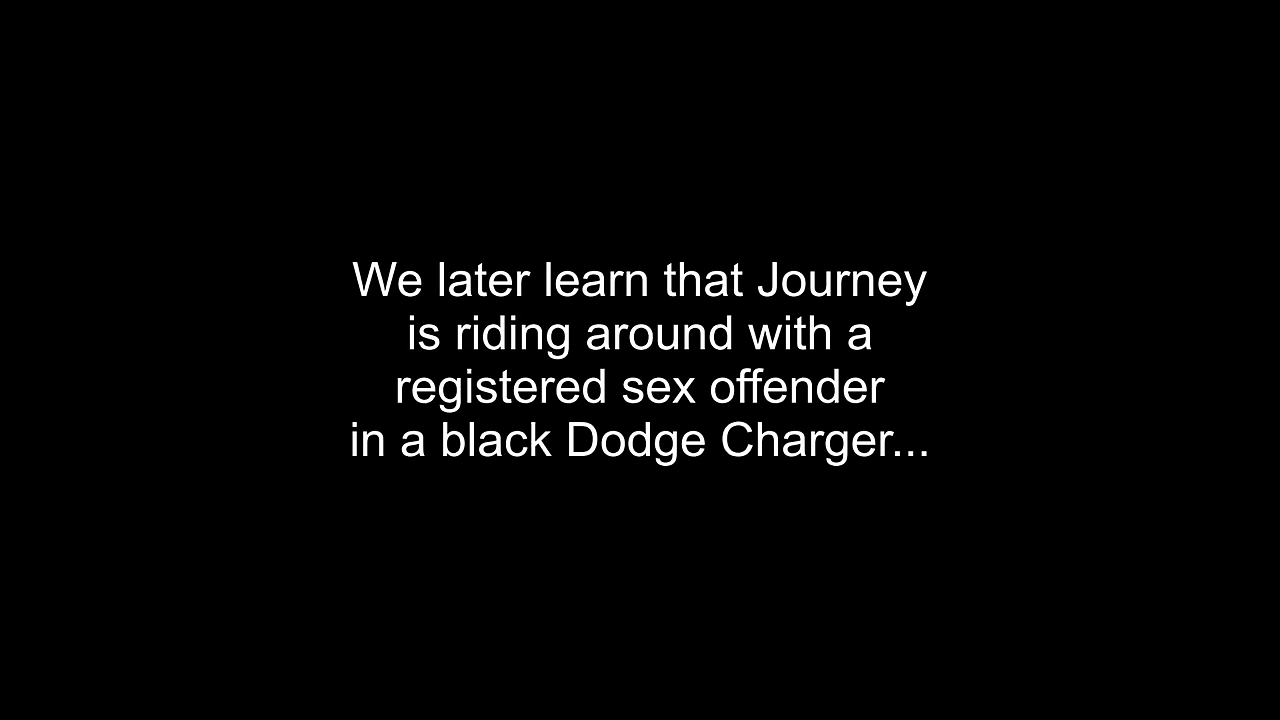 We later learn that Journey
is riding around with a
registered sex offender
in a black Dodge Charger...